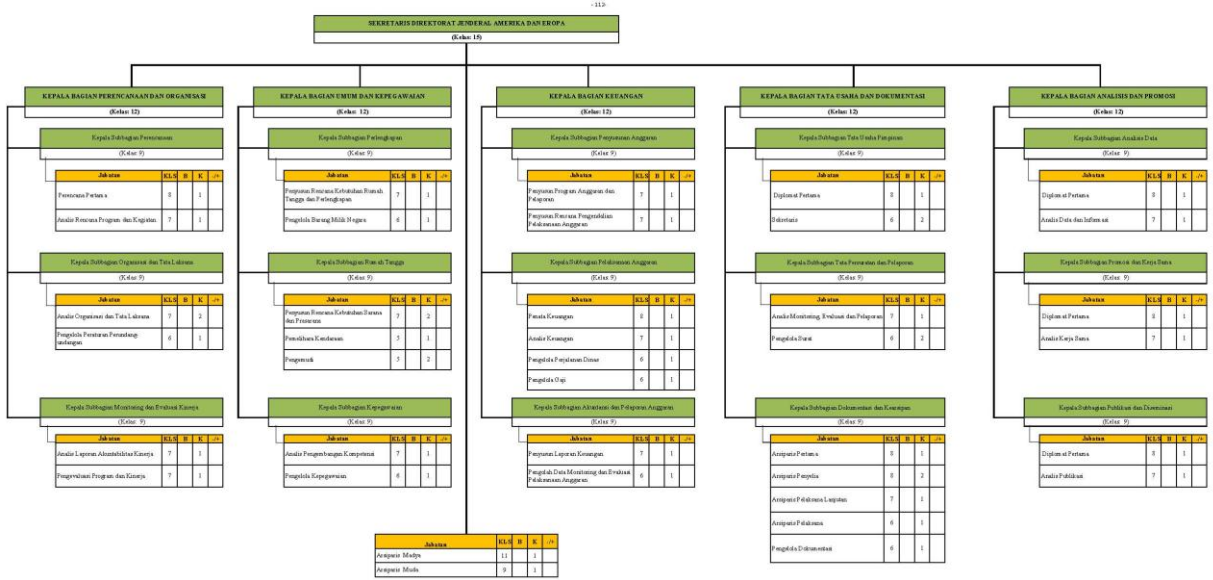 - 112-
SEKRETARIS DIREKTORAT JENDERAL AMERIKA DAN EROPA
(Kelas: 15)
KEPALA BAGIAN PERENCANAAN DAN ORGANISASI
(Kelas: 12)
Kepala Subbagian Perencanaan
(Kelas: 9)
Jabatan KLS B K -/+
Perencana Pertama 8 1
Analis Rencana Program dan Kegiatan 7 1
Kepala Subbagian Organisasi dan Tata Laksana
(Kelas: 9)
Jabatan KLS B K -/+
Analis Organisasi dan Tata Laksana 7 2
Pengelola Peraturan Perundang-
undangan 6 1
Kepala Subbagian Monitoring dan Evaluasi Kinerja
(Kelas: 9)
Jabatan KLS B K -/+
Analis Laporan Akuntabilitas Kinerja 7 1
Pengevaluasi Program dan Kinerja 7 1
KEPALA BAGIAN UMUM DAN KEPEGAWAIAN
(Kelas: 12)
Kepala Subbagian Perlengkapan
(Kelas: 9)
Jabatan KLS B K -/+
Penyusun Rencana Kebutuhan Rumah
Tangga dan Perlengkapan 7 1
Pengelola Barang Milik Negara 6 1
Kepala Subbagian Rumah Tangga
(Kelas: 9)
Jabatan KLS B K -/+
Penyusun Rencana Kebutuhan Sarana
dan Prasarana 7 2
Pemelihara Kendaraan 5 1
Pengemudi 3 2
Kepala Subbagian Kepegawaian
(Kelas: 9)
Jabatan KLS B K -/+
Analis Pengembangan Kompetensi 7 1
Pengelola Kepegawaian 6 1
KEPALA BAGIAN KEUANGAN
(Kelas: 12)
Kepala Subbagian Penyusunan Anggaran
(Kelas: 9)
Jabatan KLS B K -/+
Penyusun Program Anggaran dan
Pelaporan 7 1
Penyusun Rencana Pengendalian
Pelaksanaan Anggaran 7 1
Kepala Subbagian Pelaksanaan Anggaran
(Kelas: 9)
Jabatan KLS B K -/+
Penata Keuangan 8 1
Analis Keuangan 7 1
Pengelola Perjalanan Dinas 6 1
Pengelola Gaji 6 1
Kepala Subbagian Akuntansi dan Pelaporan Anggaran
(Kelas: 9)
Jabatan KLS B K -/+
Penyusun Laporan Keuangan 7 1
Pengolah Data Monitoring dan Evaluasi
Pelaksanaan Anggaran 6 1
KEPALA BAGIAN TATA USAHA DAN DOKUMENTASI
(Kelas: 12)
Kepala Subbagian Tata Usaha Pimpinan
(Kelas: 9)
Jabatan KLS B K -/+
Diplomat Pertama 8 1
Sekretaris 6 2
Kepala Subbagian Tata Persuratan dan Pelaporan
(Kelas: 9)
Jabatan KLS B K -/+
Analis Monitoring, Evaluasi dan Pelaporan 7 1
Pengelola Surat 6 2
Kepala Subbagian Dokumentasi dan Kearsipan
(Kelas: 9)
Jabatan KLS B K -/+
Arsiparis Pertama 8 1
Arsiparis Penyelia 8 2
Arsiparis Pelaksana Lanjutan 7 1
Arsiparis Pelaksana 6 1
Pengelola Dokumentasi 6 1
KEPALA BAGIAN ANALISIS DAN PROMOSI
(Kelas: 12)
Kepala Subbagian Analisis Data
(Kelas: 9)
Jabatan KLS B K -/+
Diplomat Pertama 8 1
Analis Data dan Informasi 7 1
Kepala Subbagian Promosi dan Kerja Sama
(Kelas: 9)
Jabatan KLS B K -/+
Diplomat Pertama 8 1
Analis Kerja Sama 7 1
Kepala Subbagian Publikasi dan Diseminasi
(Kelas: 9)
Jabatan KLS B K -/+
Diplomat Pertama 8 1
Analis Publikasi 7 1
Jabatan KLS B K -/+
Arsiparis Madya 11 1
Arsiparis Muda 9 1